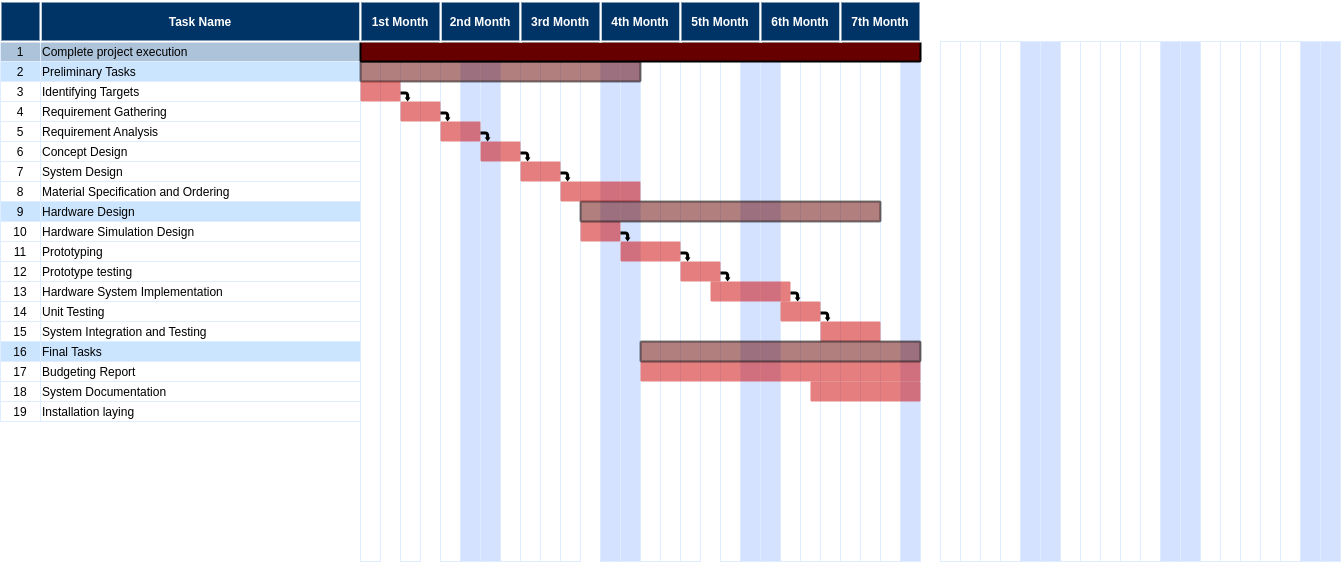 Task Name 1st Month 2nd Month 3rd Month 4th Month 5th Month 6th Month 7th Month
1 Complete project execution
2 Preliminary Tasks
3 Identifying Targets
4 Requirement Gathering
5 Requirement Analysis
6 Concept Design
7 System Design
8 Material Specification and Ordering
9 Hardware Design
10 Hardware Simulation Design
11 Prototyping
12 Prototype testing
13 Hardware System Implementation
14 Unit Testing
15 System Integration and Testing
16 Final Tasks
17 Budgeting Report
18 System Documentation
19 Installation laying